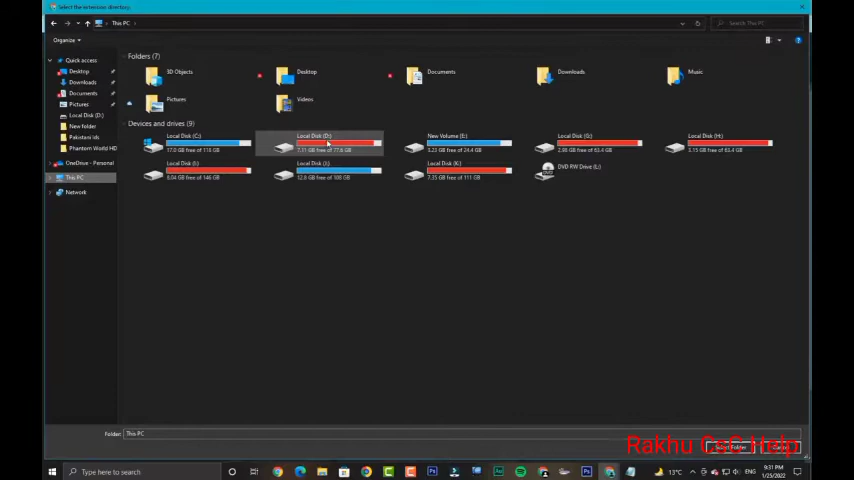 Select the extension directory.
This PC
Search This PC
Organize
Quick access
Desktop
Downloads
Documents
Pictures
Local Disk (D:)
New folder
Pakistani Ids
Phantom World HD
OneDrive - Personal
This PC
Network
Folders (7)
3D Objects
Desktop
Documents
Downloads
Music
Pictures
Videos
Devices and drives (9)
Local Disk (C:)
17.0 GB free of 118 GB
Local Disk (D:)
7.11 GB free of 77.8 GB
New Volume (E:)
5.23 GB free of 24.4 GB
Local Disk (G:)
2.98 GB free of 63.4 GB
Local Disk (H:)
3.15 GB free of 63.4 GB
Local Disk (I:)
8.04 GB free of 146 GB
Local Disk (J:)
12.8 GB free of 100 GB
Local Disk (K:)
7.35 GB free of 111 GB
DVD RW Drive (L:)
Folder:
This PC
Select Folder
Cancel
Rakhu CsC Help
Type here to search
13°C
ENG
9:31 PM
1/25/2022